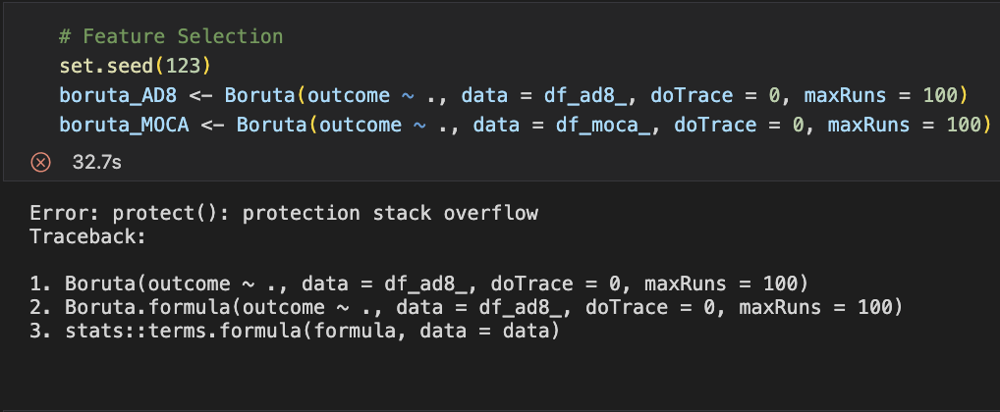 # Feature Selection
set.seed(123)
boruta_AD8 <- Boruta(outcome ~ ., data = df_ad8_, doTrace = 0, maxRuns = 100)
boruta_MOCA <- Boruta(outcome ~ ., data = df_moca_, doTrace = 0, maxRuns = 100)
32.7s
Error: protect(): protection stack overflow
Traceback:
1. Boruta(outcome ~ ., data = df_ad8_, doTrace = 0, maxRuns = 100)
2. Boruta.formula(outcome ~ ., data = df_ad8_, doTrace = 0, maxRuns = 100)
3. stats::terms.formula(formula, data = data)